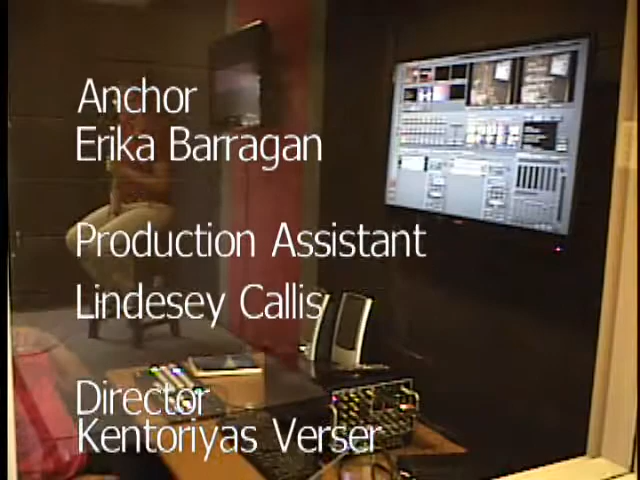 Anchor
Erika Barragan
Production Assistant
Lindesey Callis
Director
Kentoriyas Verser